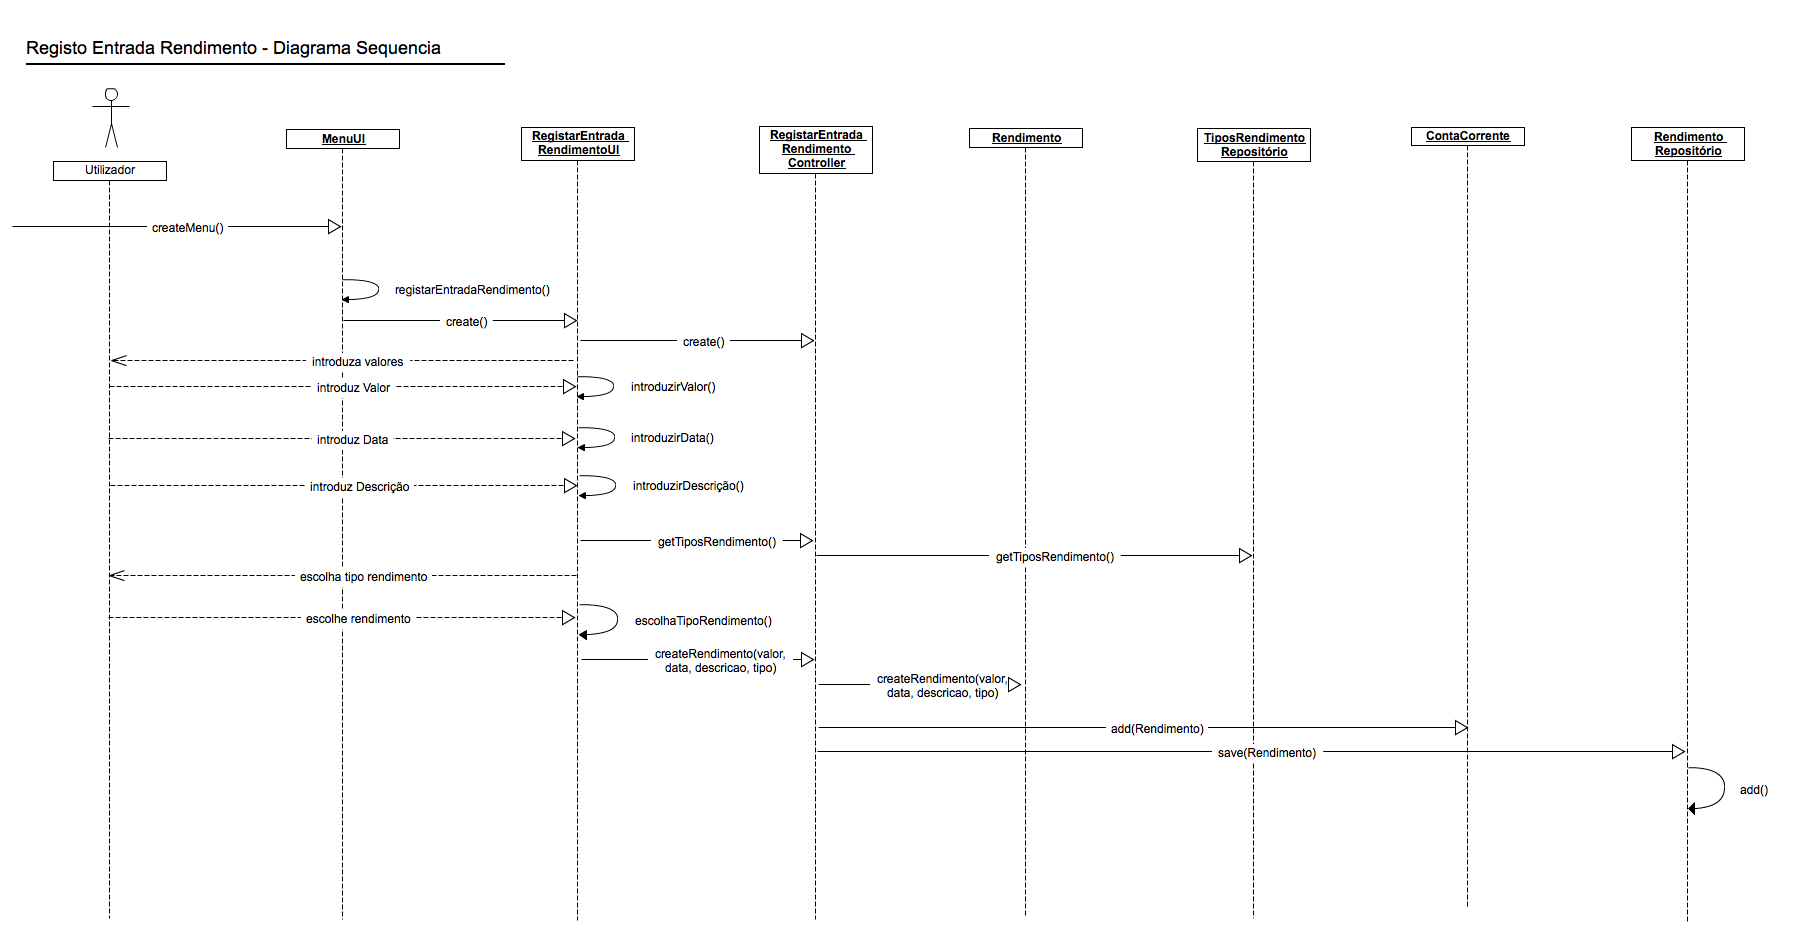 Registo Entrada Rendimento - Diagrama Sequencia
Utilizador
MenuUI
RegistarEntrada
RendimentoUI
RegistarEntrada
Rendimento
Controller
Rendimento
TiposRendimento
Repositório
ContaCorrente
Rendimento
Repositório
createMenu()
registarEntradaRendimento()
create()
create()
introduza valores
introduz Valor
introduzirValor()
introduz Data
introduzirData()
introduz Descrição
introduzirDescrição()
getTiposRendimento()
getTiposRendimento()
escolha tipo rendimento
escolhe rendimento
escolhaTipoRendimento()
createRendimento(valor,
data, descricao, tipo)
createRendimento(valor,
data, descricao, tipo)
add(Rendimento)
save(Rendimento)
add()